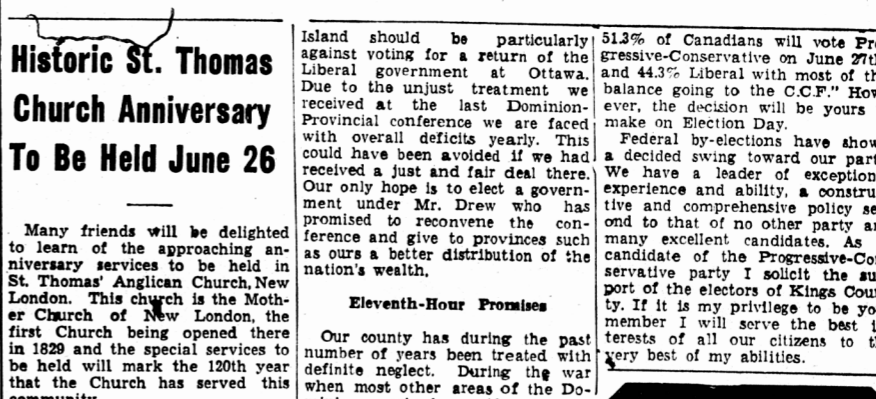 Historic St. Thomas
Church Anniversary
To Be Held June 26
Many friends will be delighted
to learn of the approaching an-
niversary services to be held in
St. Thomas' Anglican Church, New
London. This church is the Moth-
er Church of New London, the
first Church being opened there
in 1829 and the special services to
be held will mark the 120th year
that the Church has served this
community
Island should be particularly
against voting for a return of the
Liberal government at Ottawa.
Due to the unjust treatment we
received at the last Dominion-
Provincial conference we are faced
with overall deficits yearly. This
could have been avoided if we had
received a just and fair deal there.
Our only hope is to elect a govern-
ment under Mr. Drew who has
promised to reconvene the con-
ference and give to provinces such
as ours a better distribution of the
nation's wealth.
Eleventh-Hour Promises
Our county has during the past
number of years been treated with
definite neglect. During the war
when most other areas of the Do-
51.3% of Canadians will vote Pro
gressive-Conservative on June 27th
and 44.3% Liberal with most of th
balance going to the C.C.F." How
ever, the decision will be yours
make on Election Day.
Federal by-elections have show
a decided swing toward our part
We have a leader of exception
experience and ability, a constru
tive and comprehensive policy se
ond to that of no other party an
many excellent candidates. As
candidate of the Progressive-Con
servative party I solicit the su
port of the electors of Kings Coun
ty. If it is my privilege to be yo
member I will serve the best i
terests of all our citizens to t
very best of my abilities.